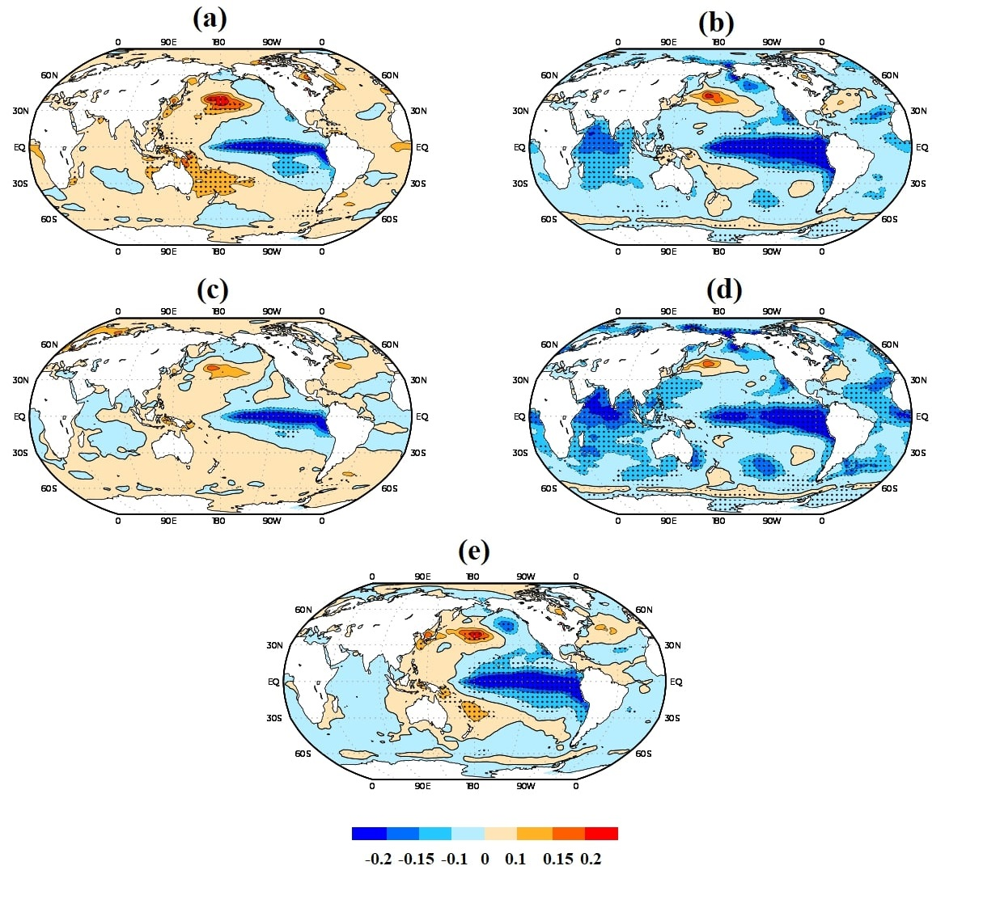 (a) (b)
0 90E 180 90W 0 0 90E 180 90W 0
60N 60N 60N 60N
30N 30N 30N 30N
EQ EQ EQ EQ
30S 30S 30S 30S
60S 60S 60S 60S
0 90E 180 90W 0 0 90E 180 90W 0
(c) (d)
0 90E 180 90W 0 0 90E 180 90W 0
60N 60N 60N 60N
30N 30N 30N 30N
EQ EQ EQ EQ
30S 30S 30S 30S
60S 60S 60S 60S
0 90E 180 90W 0 0 90E 180 90W 0
(e)
0 90E 180 90W 0
60N 60N
30N 30N
EQ EQ
30S 30S
60S 60S
0 90E 180 90W 0
-0.2 -0.15 -0.1 0 0.1 0.15 0.2